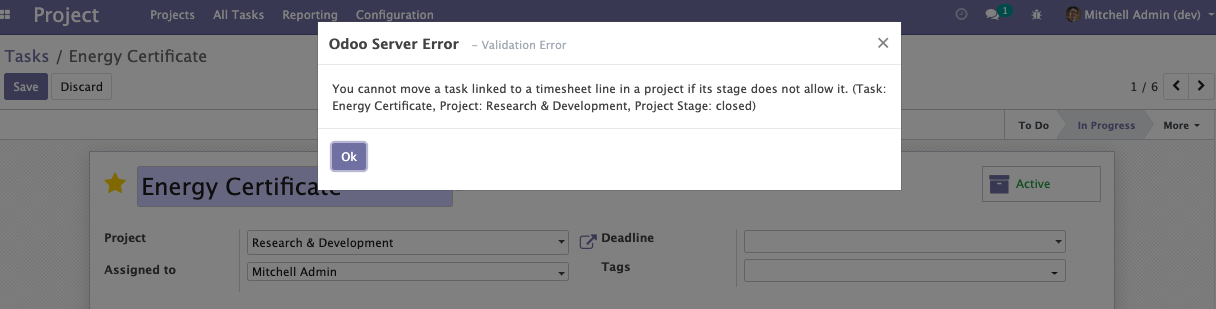 Project Projects All Tasks Reporting Configuration 1 Mitchell Admin (dev)
Odoo Server Error – Validation Error
Tasks / Energy Certificate
Save Discard
1 / 6
You cannot move a task linked to a timesheet line in a project if its stage does not allow it. (Task:
Energy Certificate, Project: Research & Development, Project Stage: closed)
To Do In Progress More
Ok
Energy Certificate
Active
Project Research & Development Deadline
Assigned to Mitchell Admin Tags